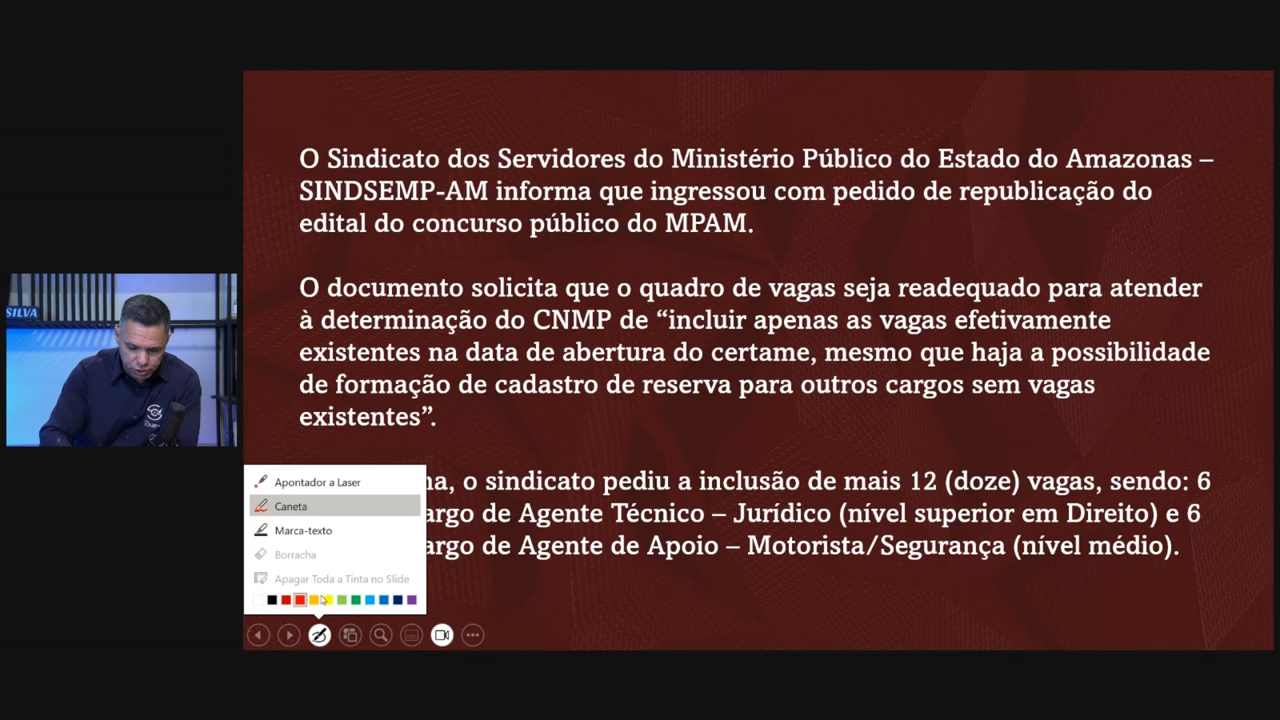 O Sindicato dos Servidores do Ministério Público do Estado do Amazonas –
SINDSEMP-AM informa que ingressou com pedido de republicação do
edital do concurso público do MPAM.
O documento solicita que o quadro de vagas seja readequado para atender
à determinação do CNMP de “incluir apenas as vagas efetivamente
existentes na data de abertura do certame, mesmo que haja a possibilidade
de formação de cadastro de reserva para outros cargos sem vagas
existentes”.
o sindicato pediu a inclusão de mais 12 (doze) vagas, sendo: 6
de Agente Técnico – Jurídico (nível superior em Direito) e 6
de Agente de Apoio – Motorista/Segurança (nível médio).
SILVA
Apontador a Laser
Caneta
Marca-texto
Borracha
Apagar Toda a Tinta no Slide